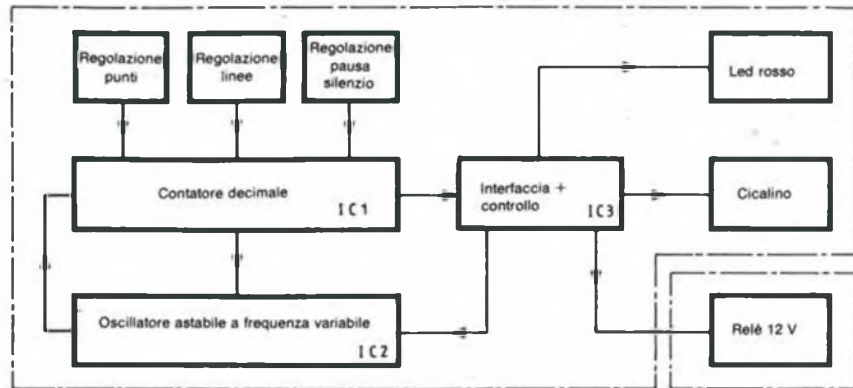 Regolazione
punti
Regolazione
linee
Regolazione
pausa
silenzio
Led rosso
Contatore decimale
IC1
Interfaccia +
controllo
IC3
Cicalino
Oscillatore astabile a frequenza variabile
IC2
Relè 12 V